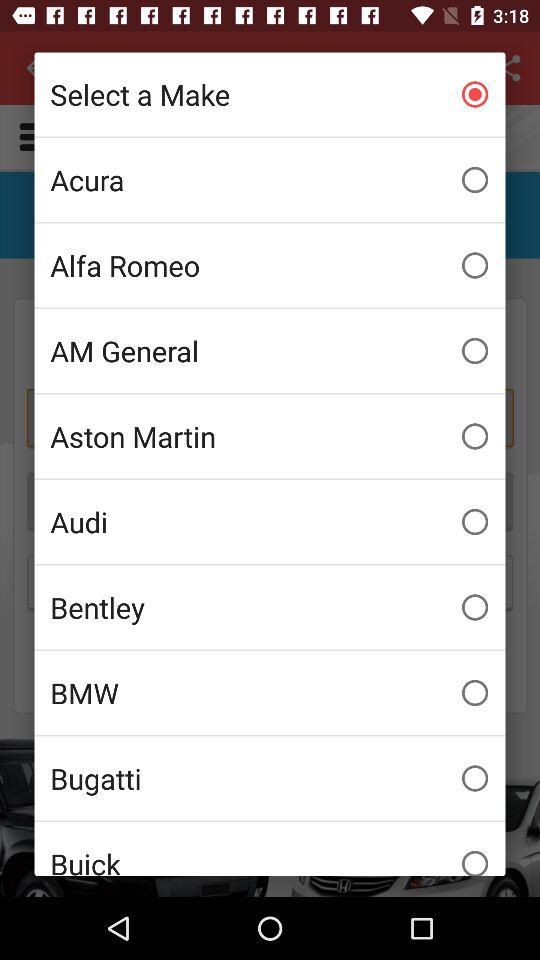 3:18
Select a Make
Acura
Alfa Romeo
AM General
Aston Martin
Audi
Bentley
BMW
Bugatti
Buick